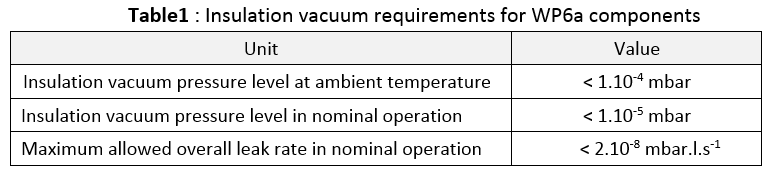 Table1 : Insulation vacuum requirements for WP6a components
Unit Value
Insulation vacuum pressure level at ambient temperature < 1.10⁻⁴ mbar
Insulation vacuum pressure level in nominal operation < 1.10⁻⁵ mbar
Maximum allowed overall leak rate in nominal operation < 2.10⁻⁸ mbar.l.s⁻¹